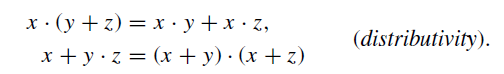 x · (y + z) = x · y + x · z,
x + y · z = (x + y) · (x + z)
(distributivity).